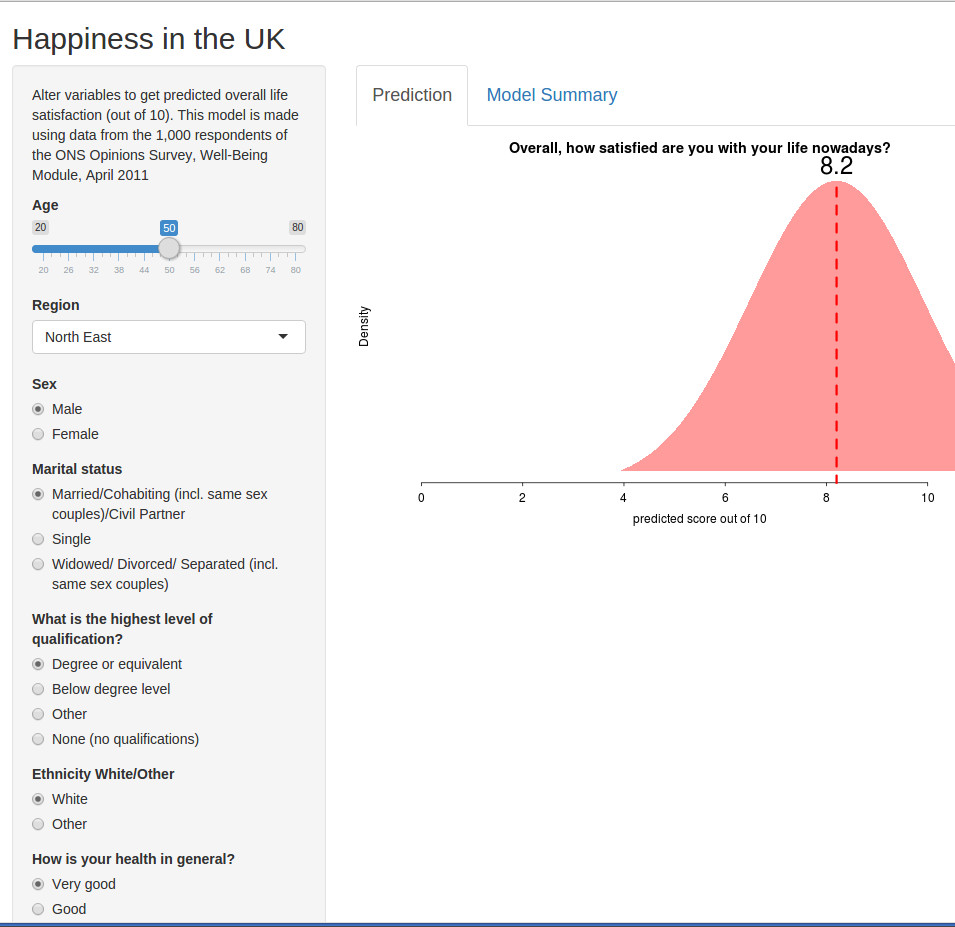 Happiness in the UK
Alter variables to get predicted overall life
satisfaction (out of 10). This model is made
using data from the 1,000 respondents of
the ONS Opinions Survey, Well-Being
Module, April 2011
Age
20 50 80
20 26 32 38 44 50 56 62 68 74 80
Region
North East
Sex
Male
Female
Marital status
Married/Cohabiting (incl. same sex
couples)/Civil Partner
Single
Widowed/ Divorced/ Separated (incl.
same sex couples)
What is the highest level of
qualification?
Degree or equivalent
Below degree level
Other
None (no qualifications)
Ethnicity White/Other
White
Other
How is your health in general?
Very good
Good
Prediction Model Summary
Overall, how satisfied are you with your life nowadays?
8.2
Density
0 2 4 6 8 10
predicted score out of 10